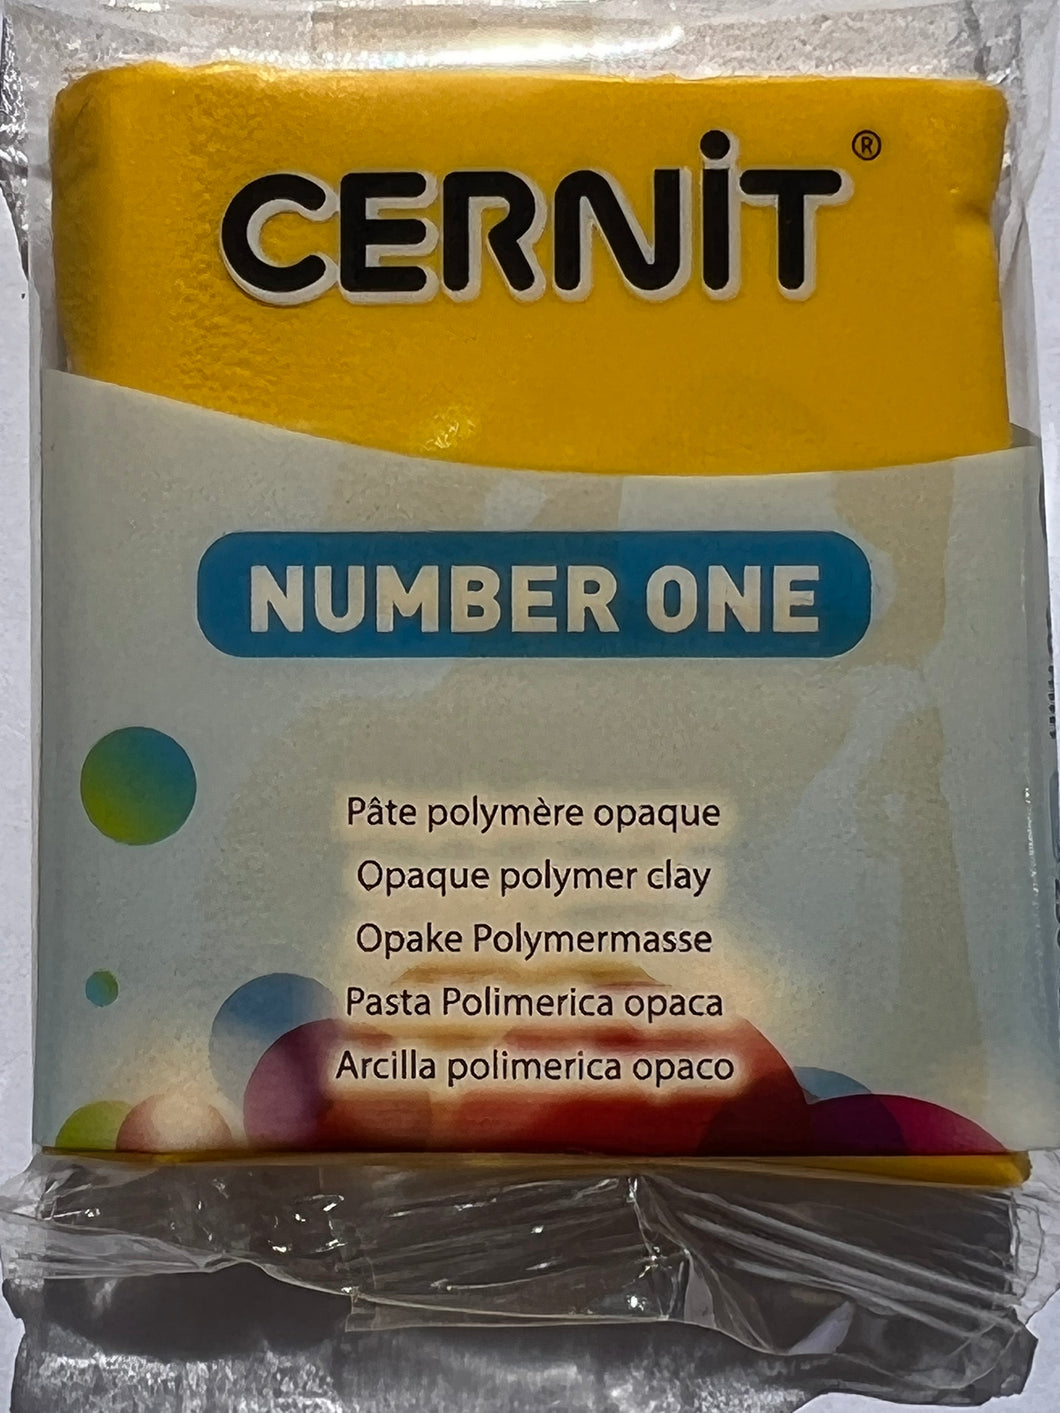 CERNiT®
NUMBER ONE
Pâte polymère opaque
Opaque polymer clay
Opake Polymermasse
Pasta Polimerica opaca
Arcilla polimerica opaco